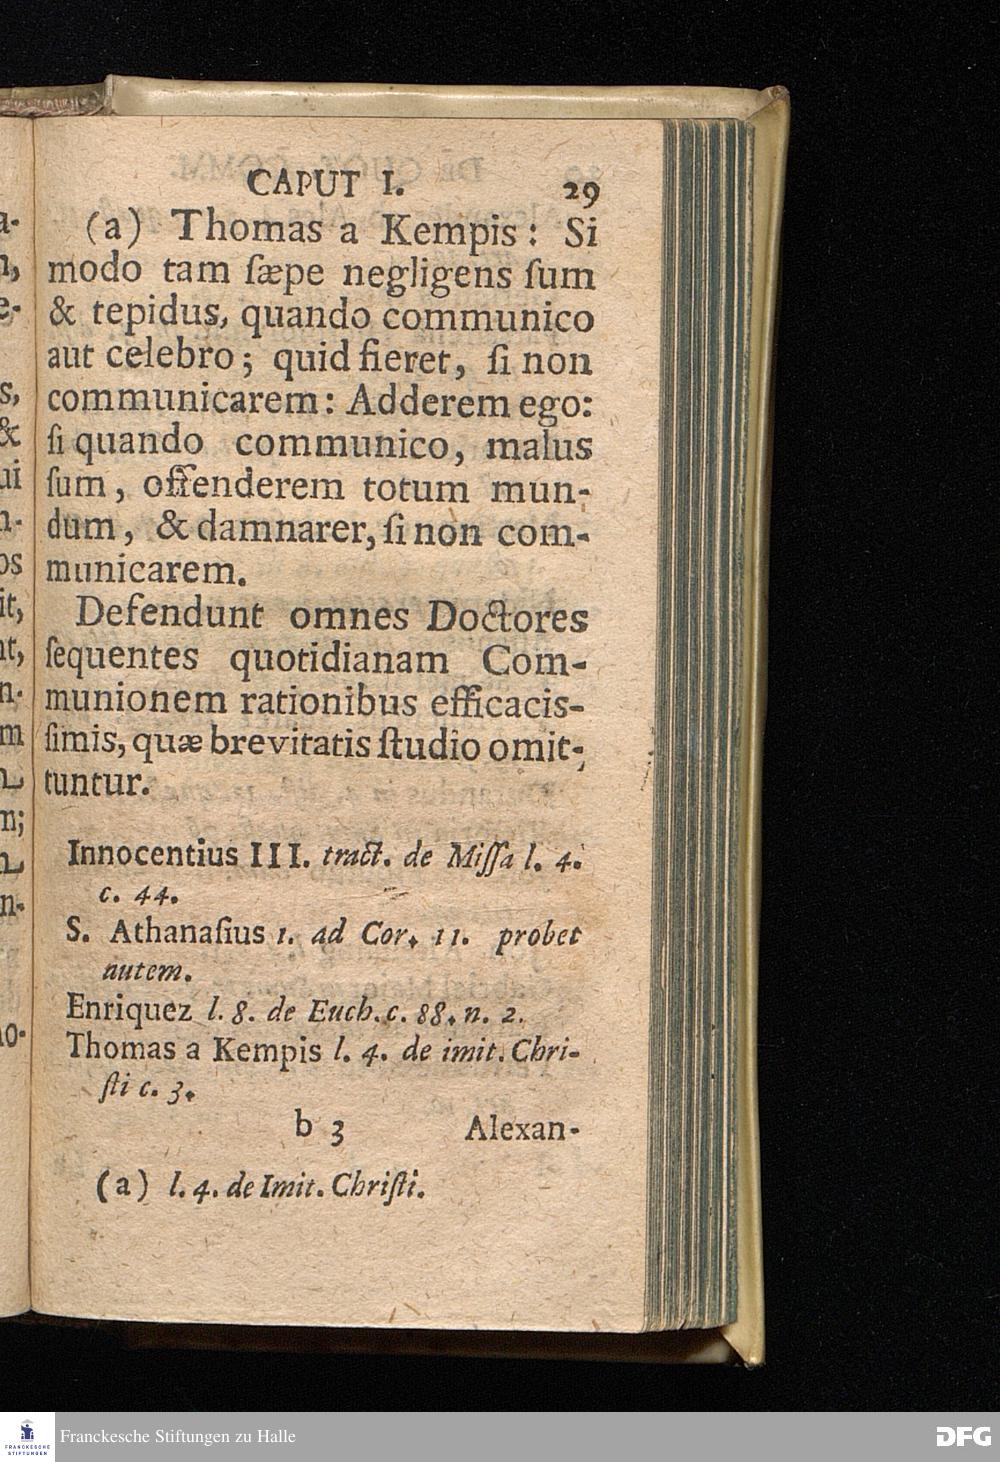 CAPUT I. 29
(a) Thomas a Kempis: Si
modo tam ſæpe negligens ſum
& tepidus, quando communico
aut celebro; quid fieret, ſi non
communicarem: Adderem ego:
ſi quando communico, malus
ſum, offenderem totum mun-
dum, & damnarer, ſi non com-
municarem.
Defendunt omnes Doctores
ſequentes quotidianam Com-
munionem rationibus efficacis-
ſimis, quæ brevitatis ſtudio omit-
tuntur.
Innocentius III. tract. de Miſſa l. 4.
c. 44.
S. Athanaſius 1. ad Cor. 11. probet
autem.
Enriquez l. 8. de Euch. c. 88. n. 2.
Thomas a Kempis l. 4. de imit. Chri-
ſti c. 3.
b 3 Alexan-
(a) l. 4. de Imit. Chriſti.
FRANCKESCHE
STIFTUNGEN
Franckesche Stiftungen zu Halle
DFG